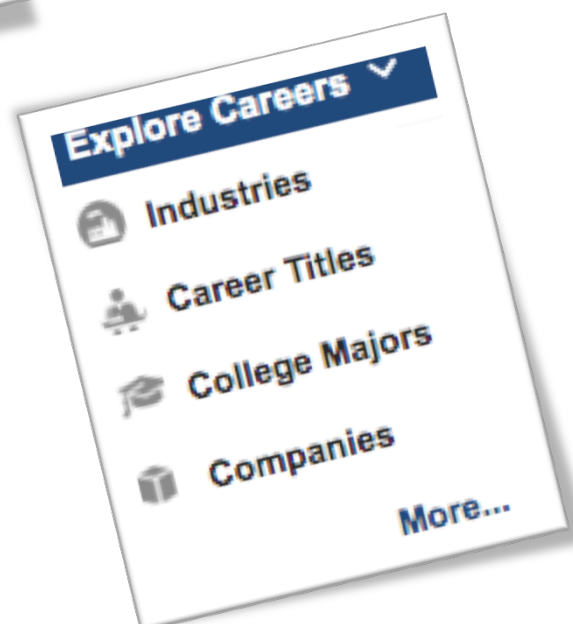 Explore Careers
Industries
Career Titles
College Majors
Companies
More...